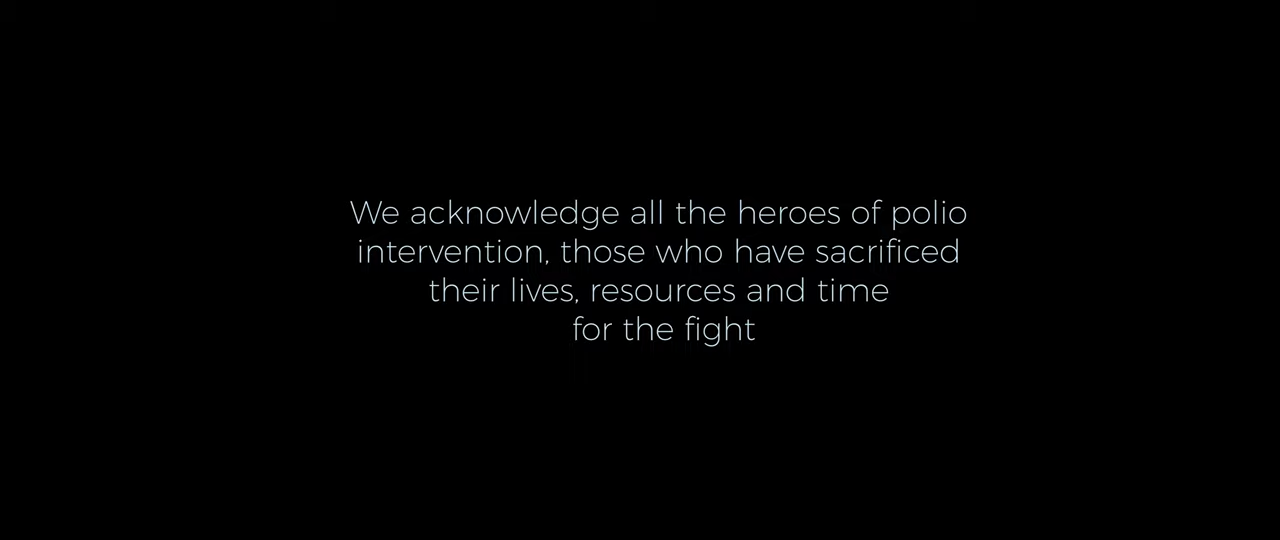 We acknowledge all the heroes of polio
intervention, those who have sacrificed
their lives, resources and time
for the fight